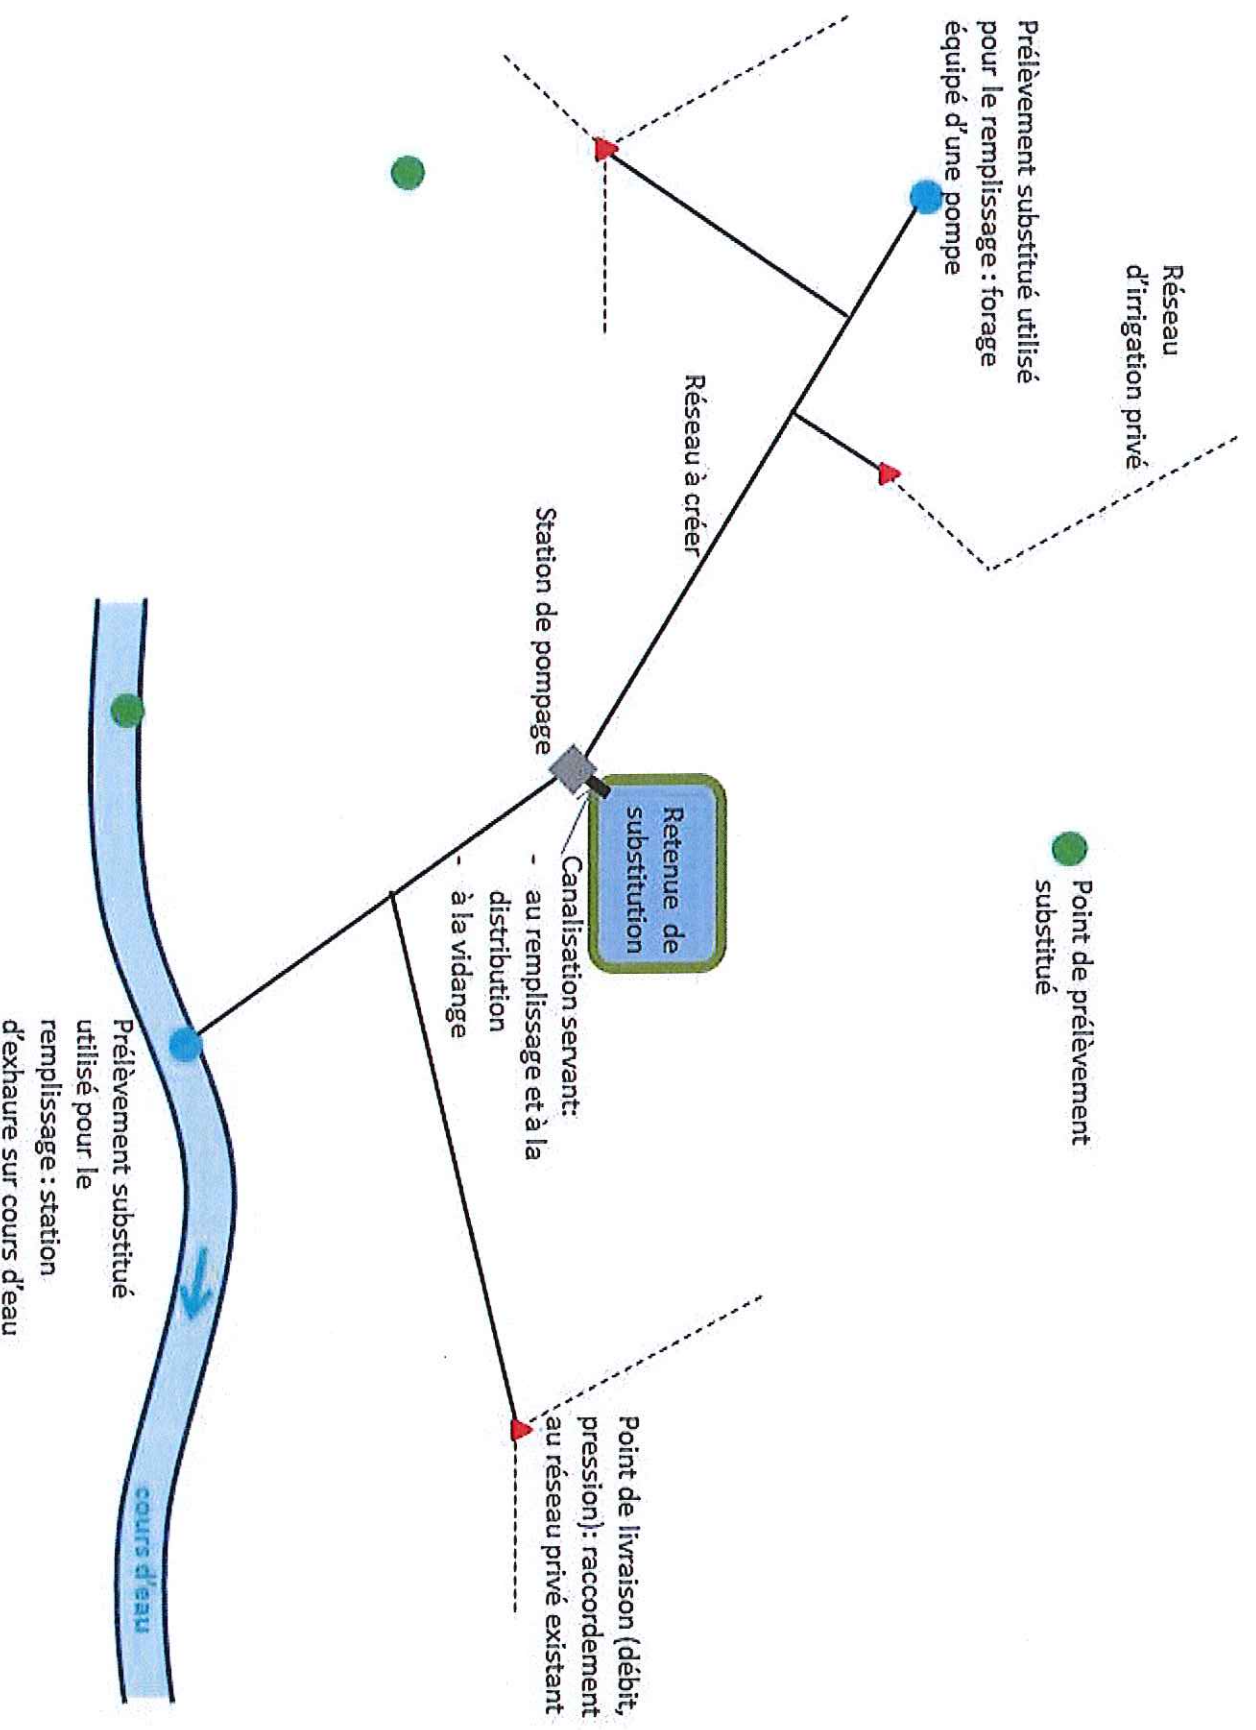 Réseau
d'irrigation privé
Prélèvement substitué utilisé
pour le remplissage : forage
équipé d'une pompe
Point de prélèvement
substitué
Réseau à créer
Retenue de
substitution
Station de pompage
Canalisation servant:
- au remplissage et à la
distribution
- à la vidange
Point de livraison (débit,
pression): raccordement
au réseau privé existant
Prélèvement substitué
utilisé pour le
remplissage : station
d'exhaure sur cours d'eau
cours d'eau